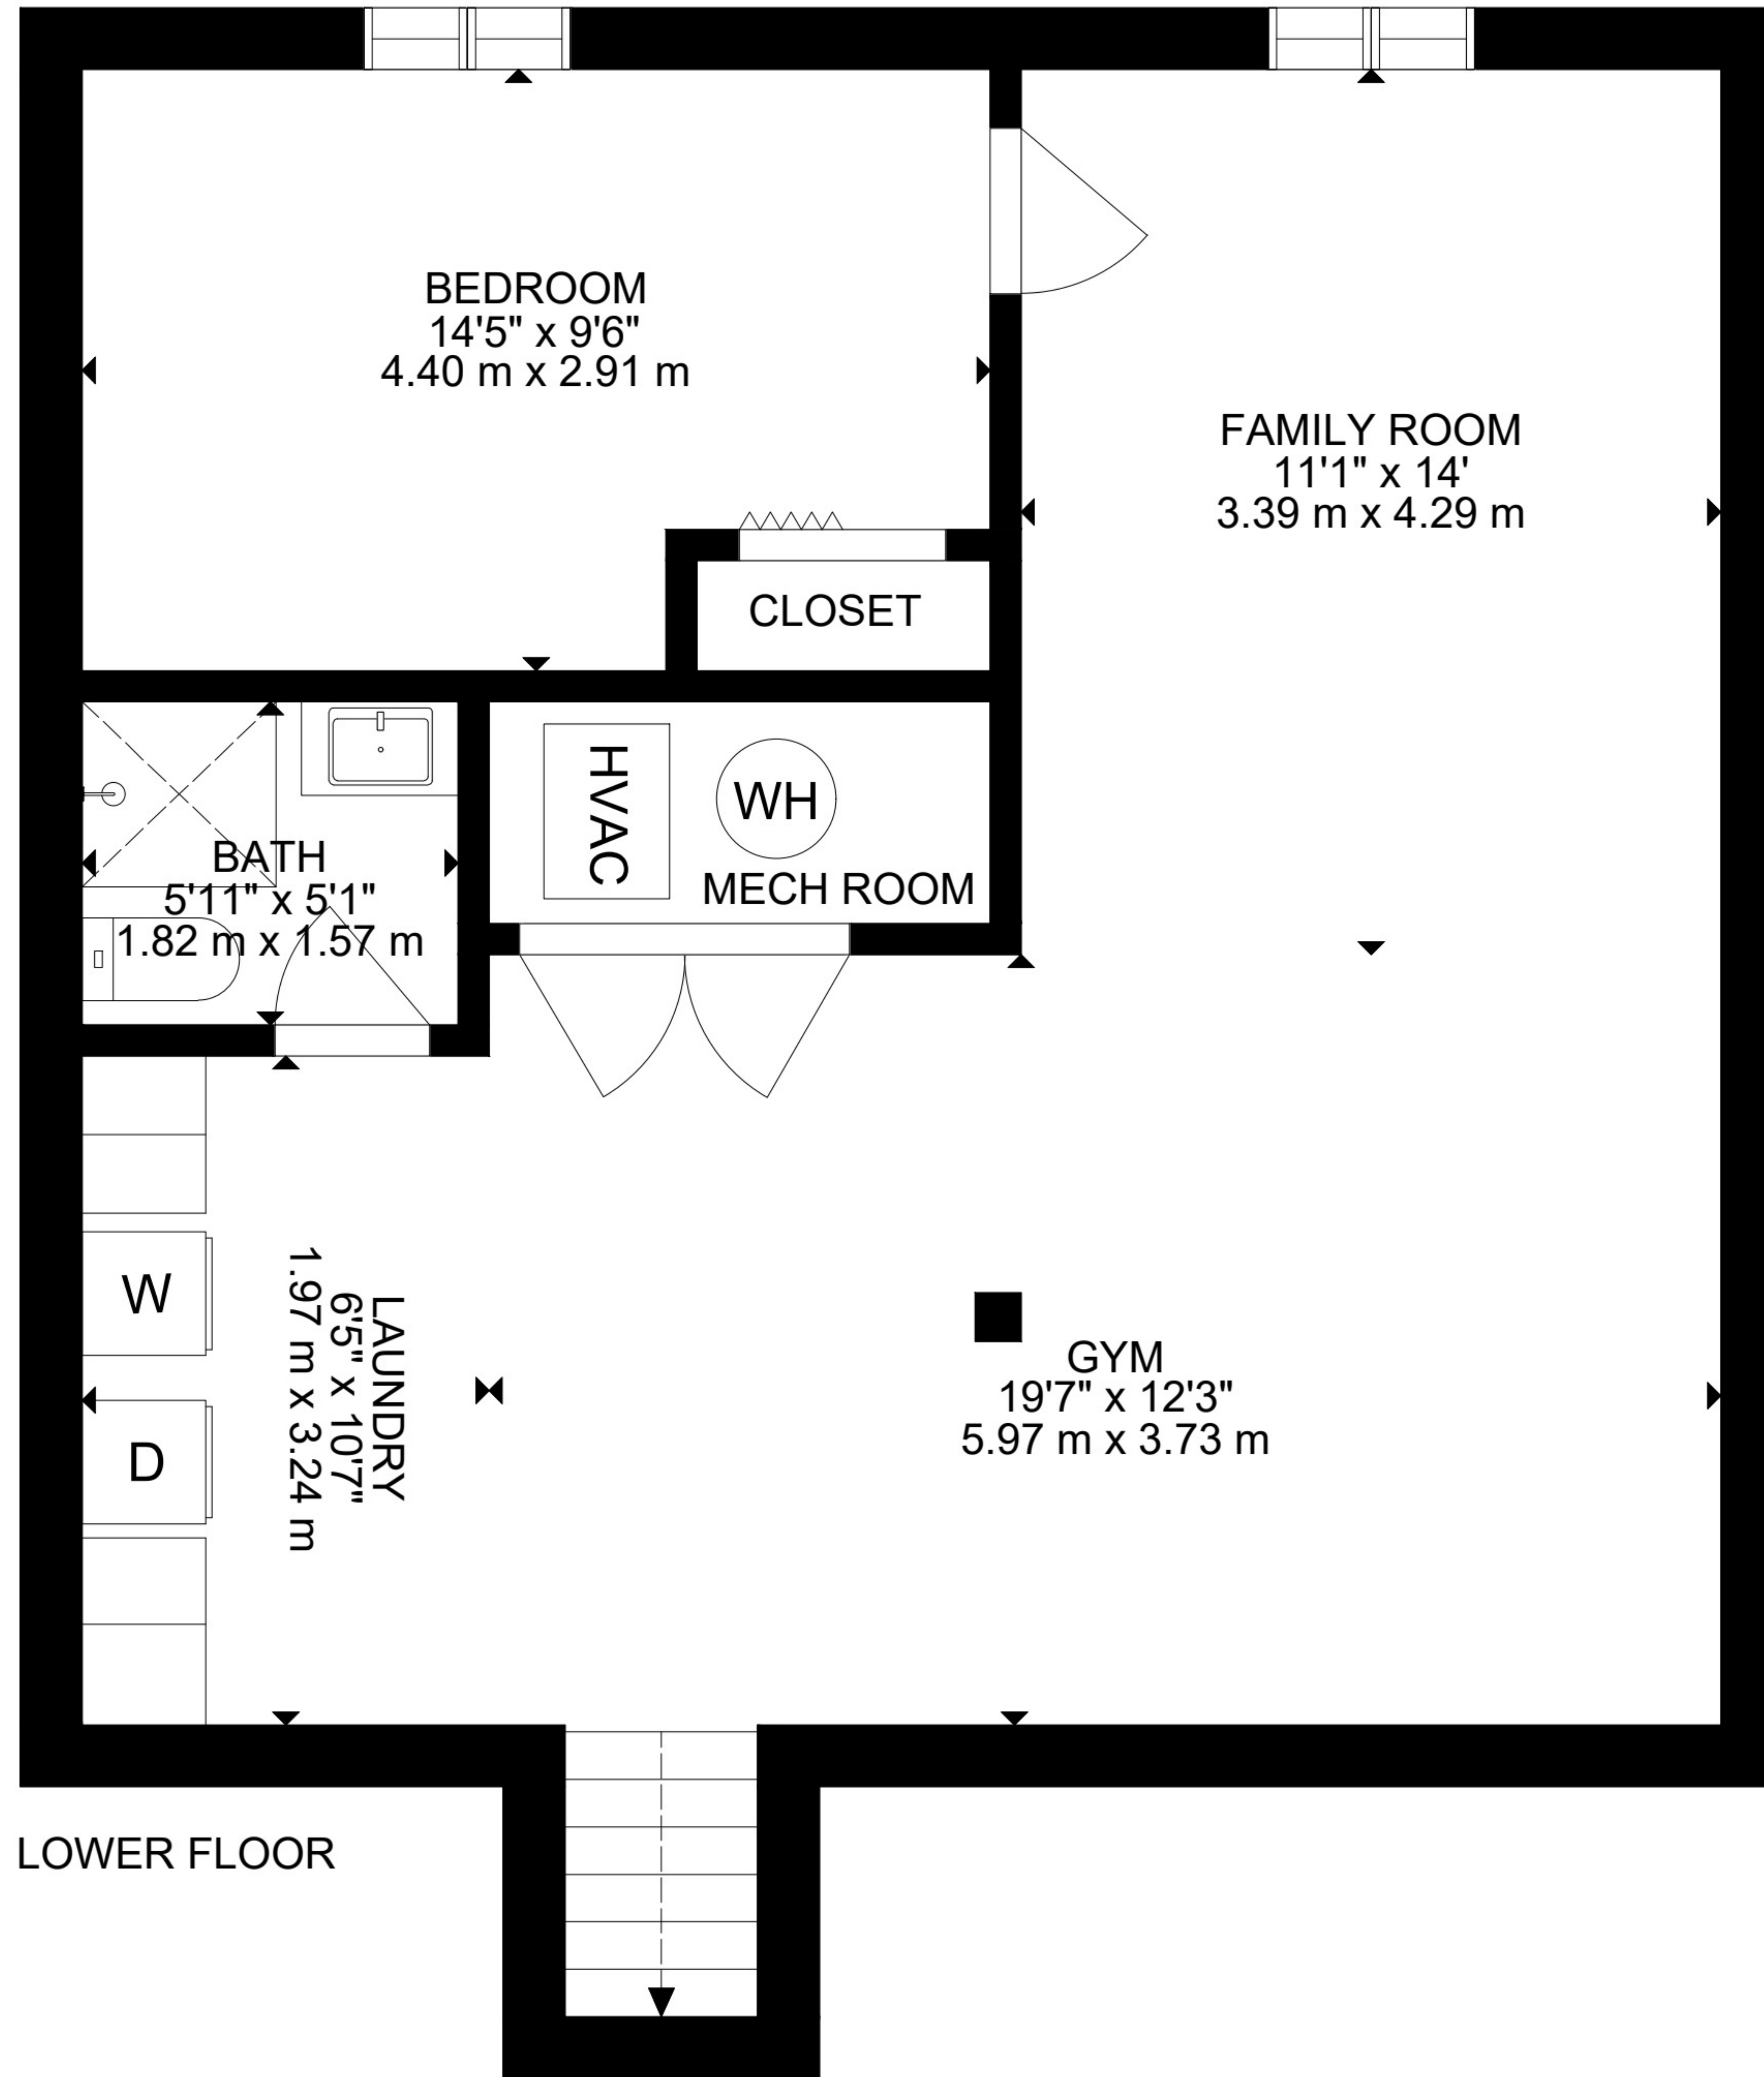 BEDROOM
14'5" x 9'6"
4.40 m x 2.91 m
FAMILY ROOM
11'1" x 14'
3.39 m x 4.29 m
CLOSET
BATH
5'11" x 5'1"
1.82 m x 1.57 m
HVAC
WH
MECH ROOM
W
D
LAUNDRY
6'5" x 10'7"
1.97 m x 3.24 m
GYM
19'7" x 12'3"
5.97 m x 3.73 m
LOWER FLOOR